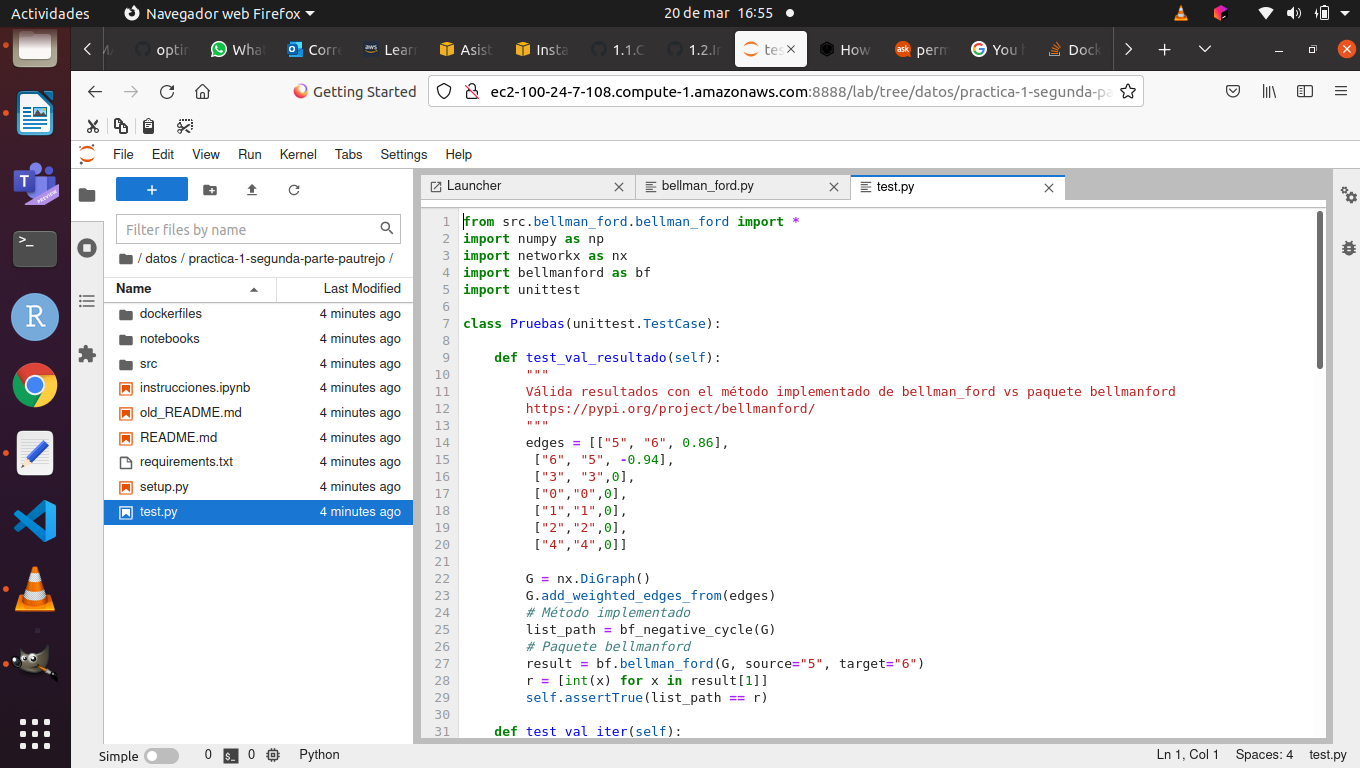 Actividades
Navegador web Firefox
20 de mar 16:55
optir
What
Corre
aws
Learr
Asist
Insta
1.1.C
1.2.Ir
tes
How
ask
perm
You h
Dock
Getting Started
ec2-100-24-7-108.compute-1.amazonaws.com:8888/lab/tree/datos/practica-1-segunda-pa
File Edit View Run Kernel Tabs Settings Help
Launcher
bellman_ford.py
test.py
Filter files by name
/ datos / practica-1-segunda-parte-pautrejo /
Name Last Modified
dockerfiles 4 minutes ago
notebooks 4 minutes ago
src 4 minutes ago
instrucciones.ipynb 4 minutes ago
old_README.md 4 minutes ago
README.md 4 minutes ago
requirements.txt 4 minutes ago
setup.py 4 minutes ago
test.py 4 minutes ago
1 from src.bellman_ford.bellman_ford import *
2 import numpy as np
3 import networkx as nx
4 import bellmanford as bf
5 import unittest
6
7 class Pruebas(unittest.TestCase):
8
9 def test_val_resultado(self):
10 """
11 Válida resultados con el método implementado de bellman_ford vs paquete bellmanford
12 https://pypi.org/project/bellmanford/
13 """
14 edges = [["5", "6", 0.86],
15 ["6", "5", -0.94],
16 ["3", "3",0],
17 ["0","0",0],
18 ["1","1",0],
19 ["2","2",0],
20 ["4","4",0]]
21
22 G = nx.DiGraph()
23 G.add_weighted_edges_from(edges)
24 # Método implementado
25 list_path = bf_negative_cycle(G)
26 # Paquete bellmanford
27 result = bf.bellman_ford(G, source="5", target="6")
28 r = [int(x) for x in result[1]]
29 self.assertTrue(list_path == r)
30
31 def test_val_iter(self):
Simple 0 $_ 0 Python
Ln 1, Col 1 Spaces: 4 test.py